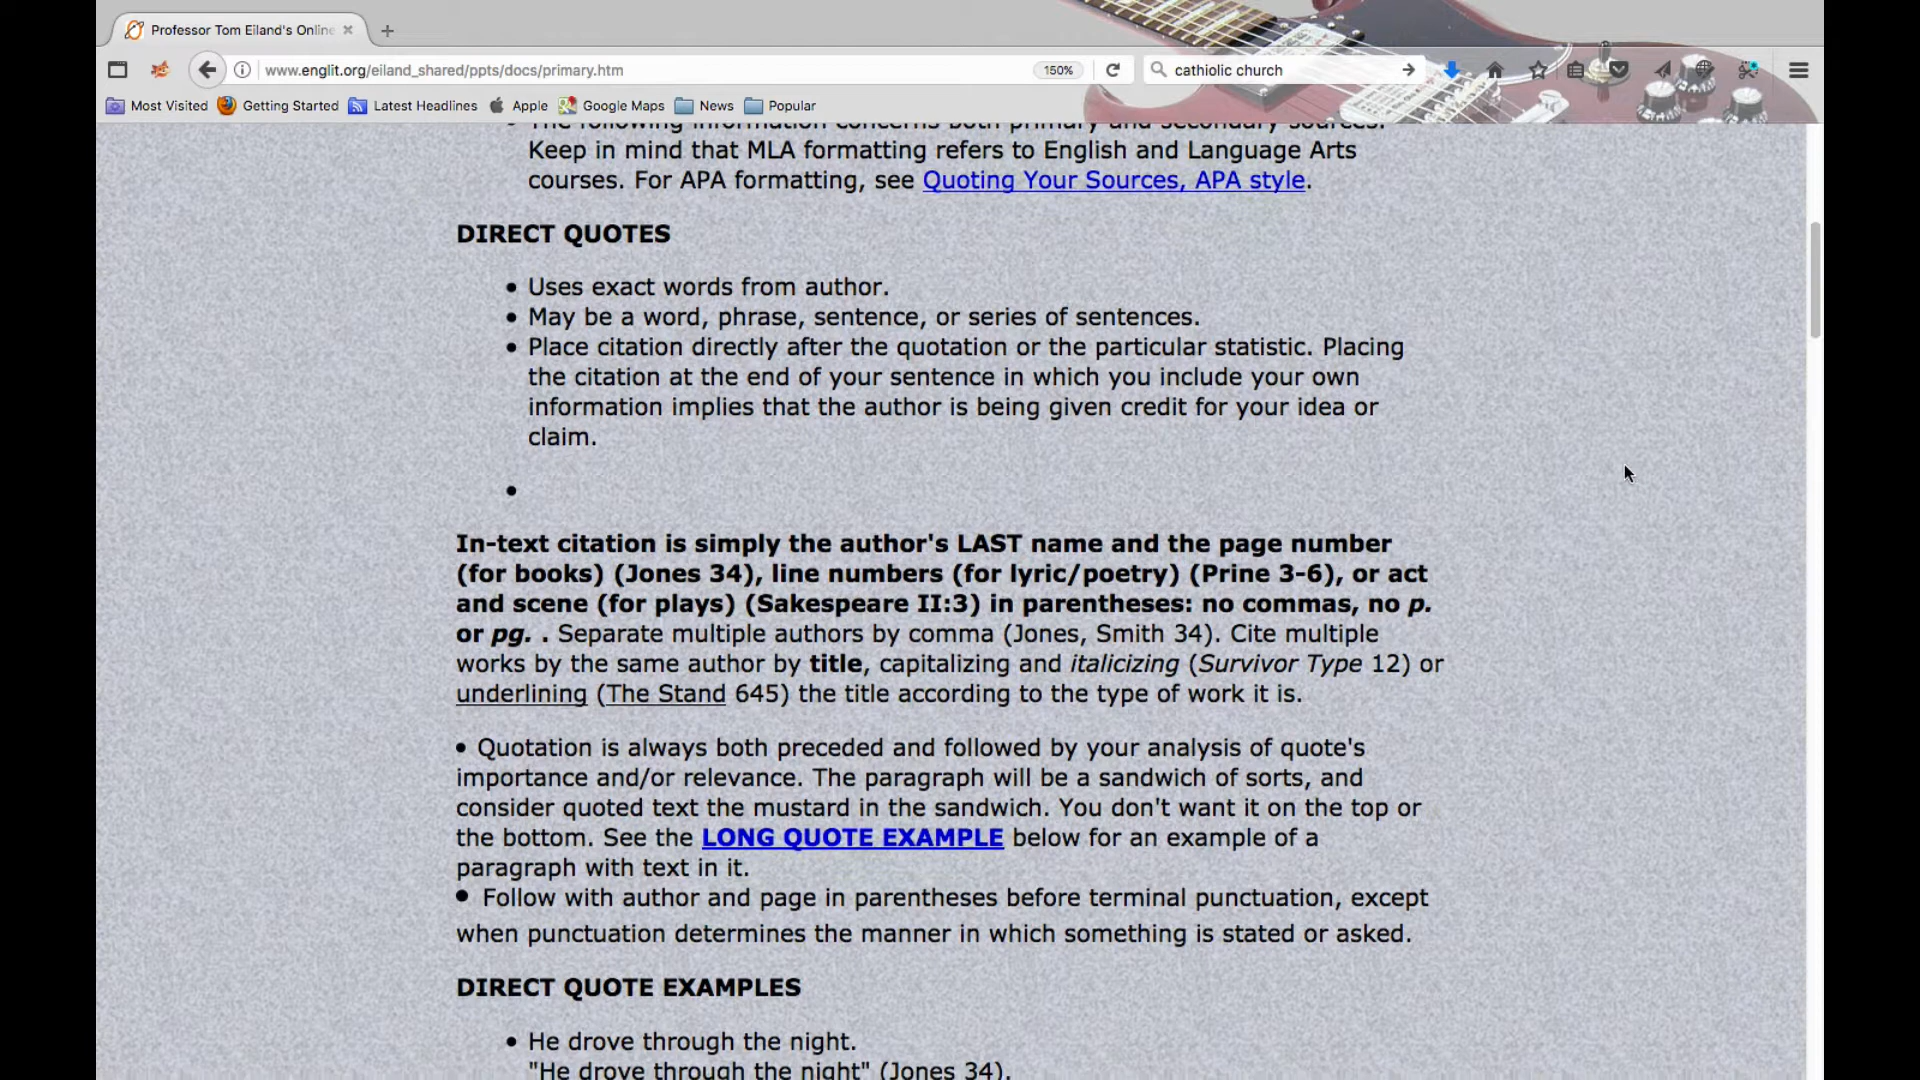 Professor Tom Eiland's Online
www.englit.org/eiland_shared/ppts/docs/primary.htm
150%
cathiolic church
Most Visited
Getting Started
Latest Headlines
Apple
Google Maps
News
Popular
• The following information concerns both primary and secondary sources.
Keep in mind that MLA formatting refers to English and Language Arts
courses. For APA formatting, see Quoting Your Sources, APA style.
DIRECT QUOTES
• Uses exact words from author.
• May be a word, phrase, sentence, or series of sentences.
• Place citation directly after the quotation or the particular statistic. Placing
the citation at the end of your sentence in which you include your own
information implies that the author is being given credit for your idea or
claim.
•
In-text citation is simply the author's LAST name and the page number
(for books) (Jones 34), line numbers (for lyric/poetry) (Prine 3-6), or act
and scene (for plays) (Sakespeare II:3) in parentheses: no commas, no p.
or pg. . Separate multiple authors by comma (Jones, Smith 34). Cite multiple
works by the same author by title, capitalizing and italicizing (Survivor Type 12) or
underlining (The Stand 645) the title according to the type of work it is.
• Quotation is always both preceded and followed by your analysis of quote's
importance and/or relevance. The paragraph will be a sandwich of sorts, and
consider quoted text the mustard in the sandwich. You don't want it on the top or
the bottom. See the LONG QUOTE EXAMPLE below for an example of a
paragraph with text in it.
• Follow with author and page in parentheses before terminal punctuation, except
when punctuation determines the manner in which something is stated or asked.
DIRECT QUOTE EXAMPLES
• He drove through the night.
"He drove through the night" (Jones 34).